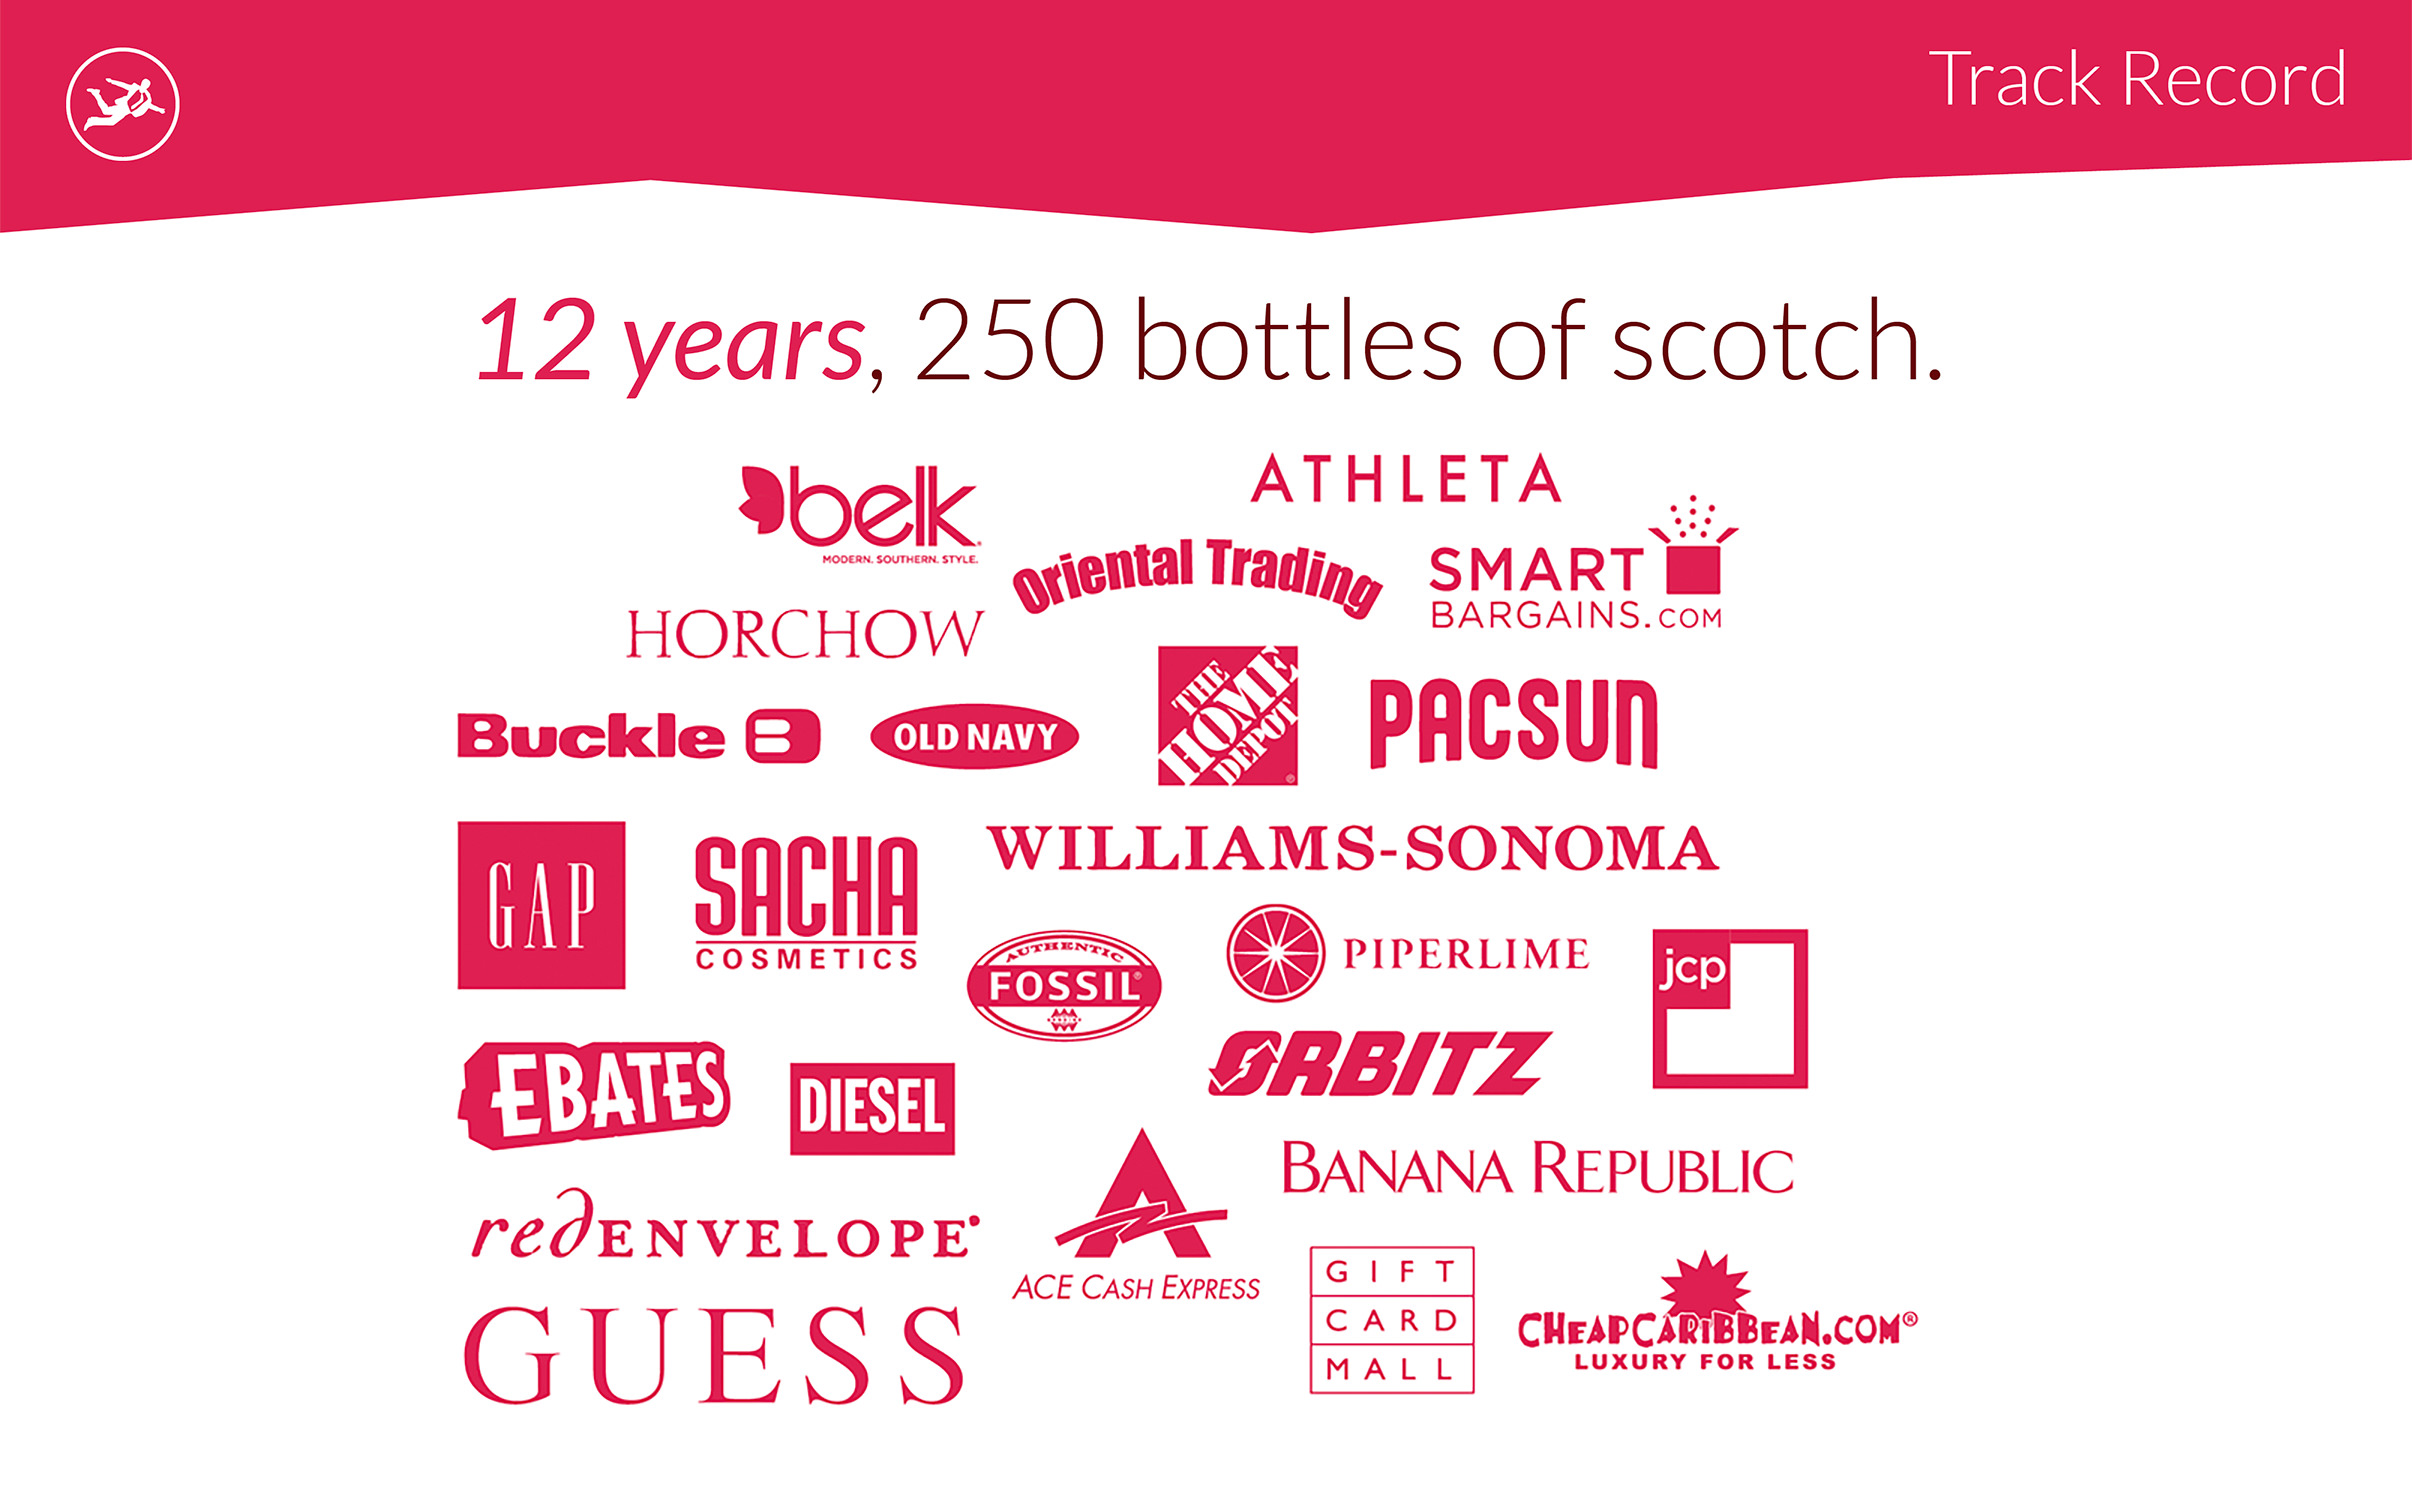 Track Record
12 years, 250 bottles of scotch.
belk
MODERN. SOUTHERN. STYLE.
ATHLETA
Oriental Trading
SMART
BARGAINS.COM
HORCHOW
Buckle B
OLD NAVY
THE
HOME
DEPOT
PACSUN
GAP
SACHA
COSMETICS
WILLIAMS-SONOMA
AUTHENTIC
FOSSIL
PIPERLIME
jcp
EBATES
DIESEL
ORBITZ
BANANA REPUBLIC
redENVELOPE
ACE CASH EXPRESS
GUESS
GIFT
CARD
MALL
CHEAPCARIBBEAN.COM®
LUXURY FOR LESS